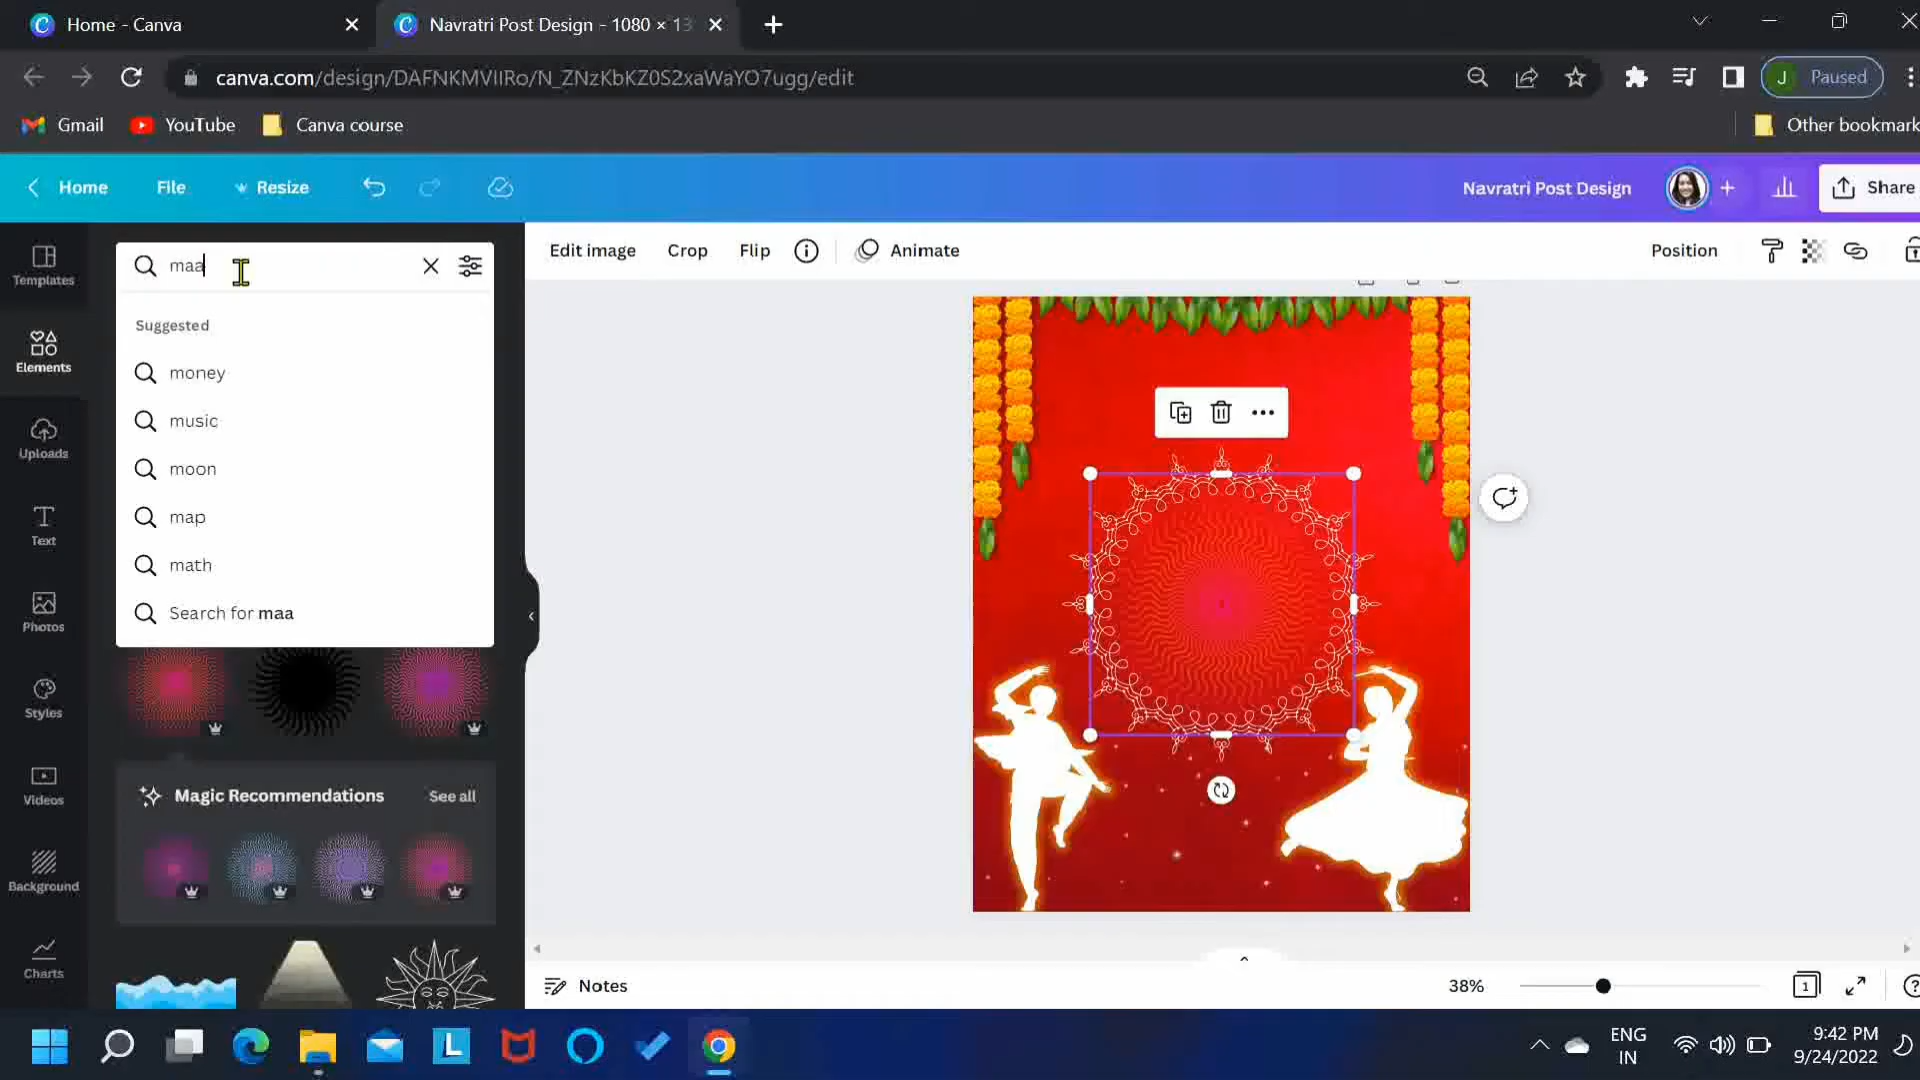 Home - Canva
Navratri Post Design - 1080 × 13
canva.com/design/DAFNKMVIIRo/N_ZNzKbKZ0S2xaWaYO7ugg/edit
J Paused
Gmail
YouTube
Canva course
Other bookmark
Home
File
Resize
Navratri Post Design
Share
Templates
Elements
Uploads
Text
Photos
Styles
Videos
Background
Charts
maa
Suggested
money
music
moon
map
math
Search for maa
Magic Recommendations
See all
Edit image
Crop
Flip
Animate
Position
Notes
38%
1
ENG
IN
9:42 PM
9/24/2022